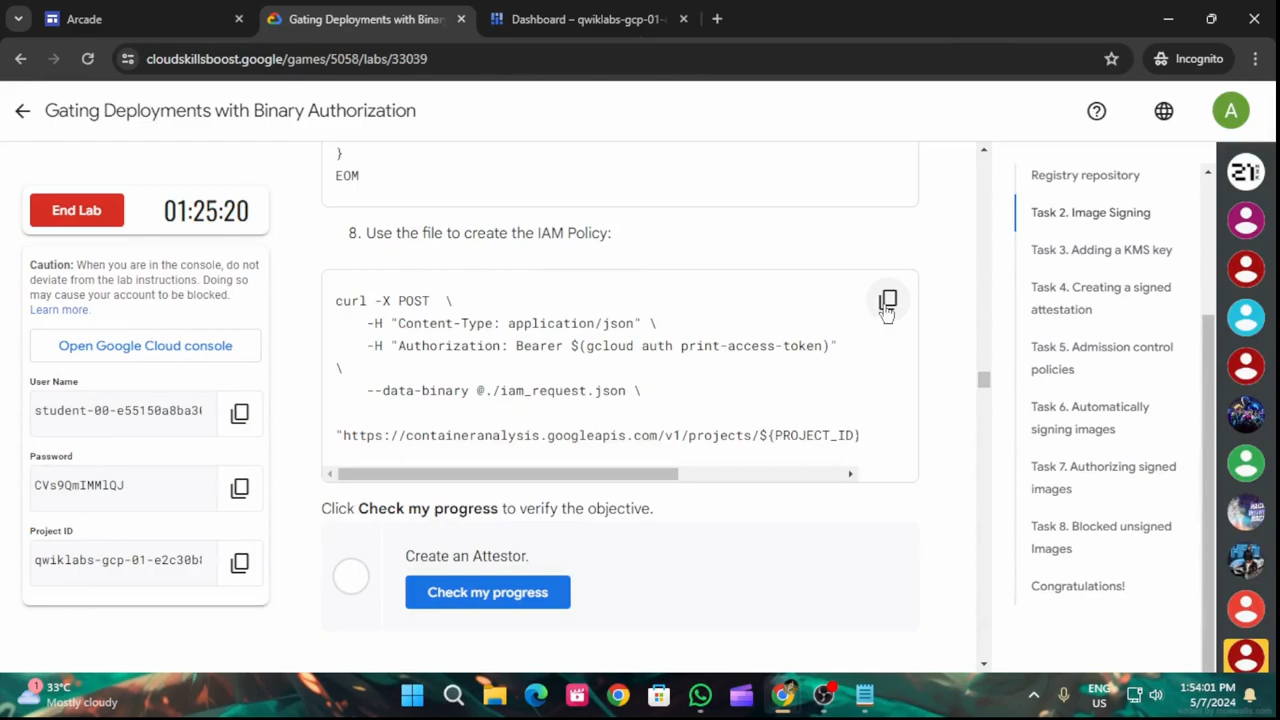 Arcade
Gating Deployments with Binar
Dashboard – qwiklabs-gcp-01-
cloudskillsboost.google/games/5058/labs/33039
Incognito
Gating Deployments with Binary Authorization
A
End Lab
01:25:20
Caution: When you are in the console, do not
deviate from the lab instructions. Doing so
may cause your account to be blocked.
Learn more.
Open Google Cloud console
User Name
student-00-e55150a8ba3
Password
CVs9QmIMMlQJ
Project ID
qwiklabs-gcp-01-e2c30b
}
EOM
8. Use the file to create the IAM Policy:
curl -X POST  \
-H "Content-Type: application/json" \
-H "Authorization: Bearer $(gcloud auth print-access-token)"
\
--data-binary @./iam_request.json \
"https://containeranalysis.googleapis.com/v1/projects/${PROJECT_ID}
Click Check my progress to verify the objective.
Create an Attestor.
Check my progress
Registry repository
Task 2. Image Signing
Task 3. Adding a KMS key
Task 4. Creating a signed
attestation
Task 5. Admission control
policies
Task 6. Automatically
signing images
Task 7. Authorizing signed
images
Task 8. Blocked unsigned
Images
Congratulations!
21
1
33°C
Mostly cloudy
ENG
US
1:54:01 PM
5/7/2024